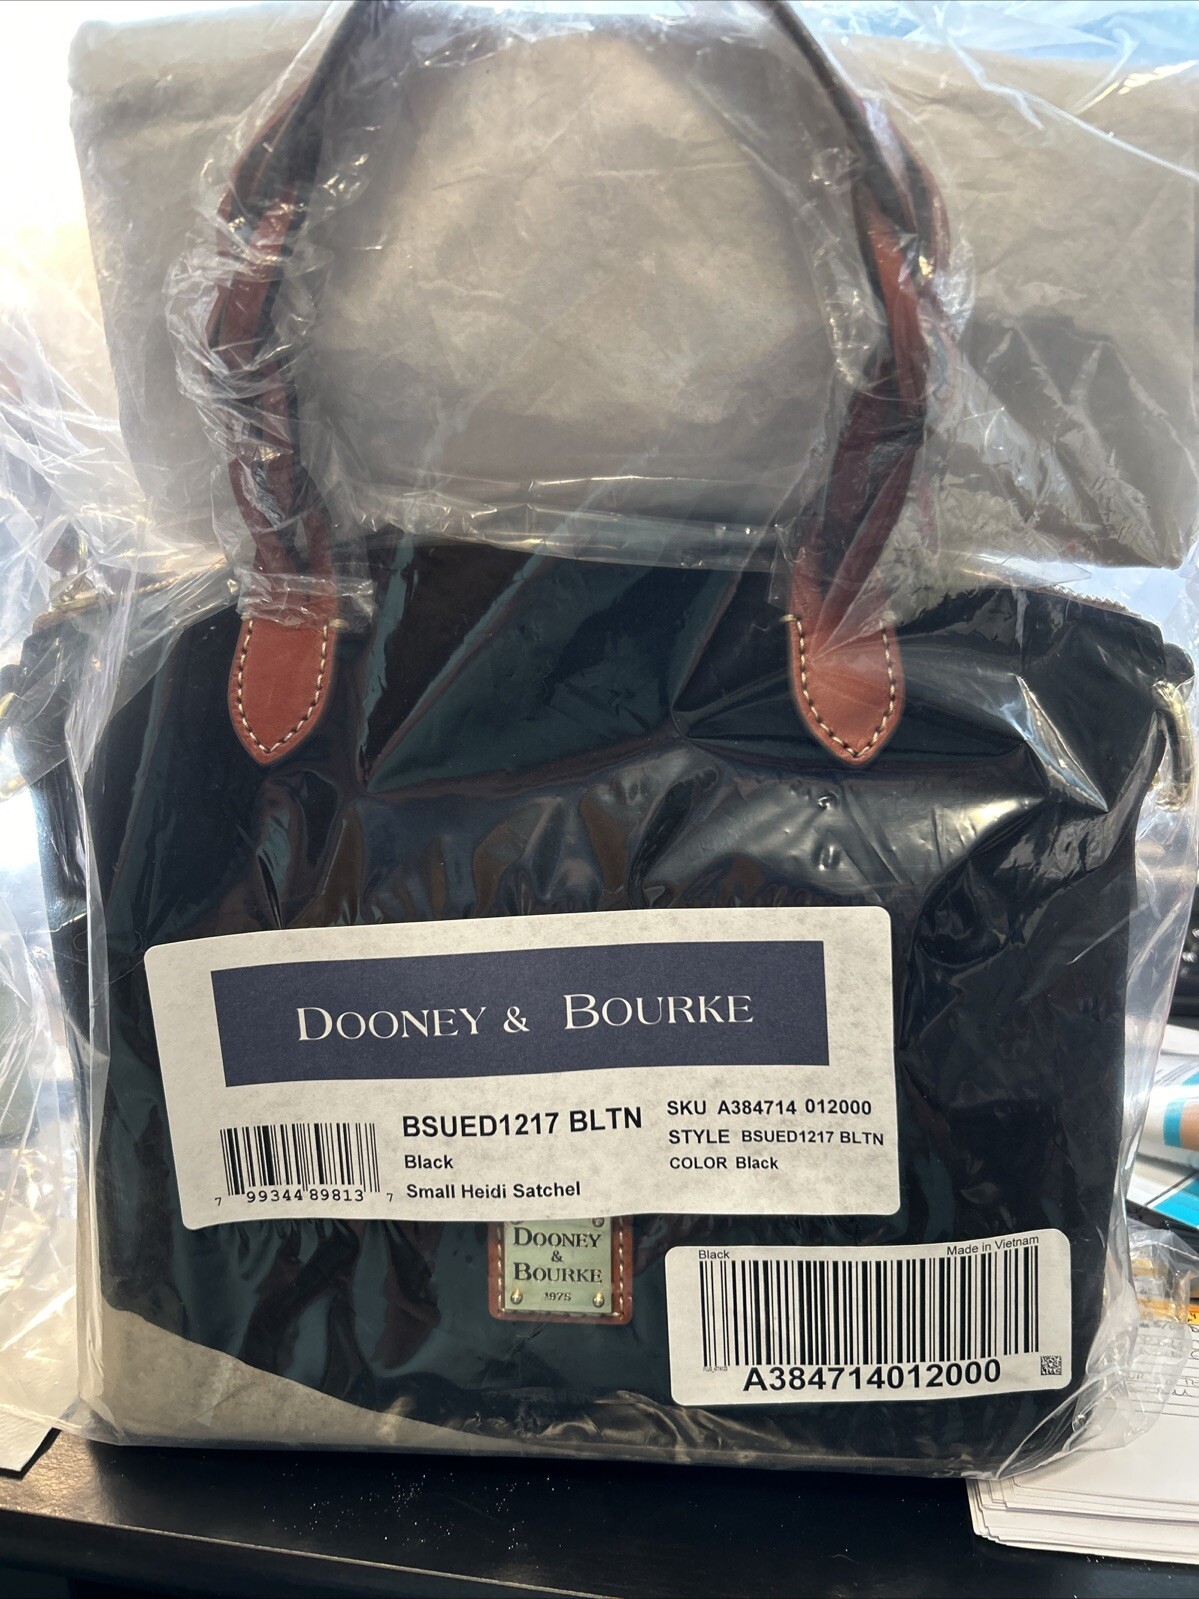 DOONEY & BOURKE
BSUED1217 BLTN
Black
Small Heidi Satchel
SKU A384714 012000
STYLE BSUED1217 BLTN
COLOR Black
7 99344 89813 7
DOONEY
&
BOURKE
1975
Black
Made in Vietnam
A384714012000